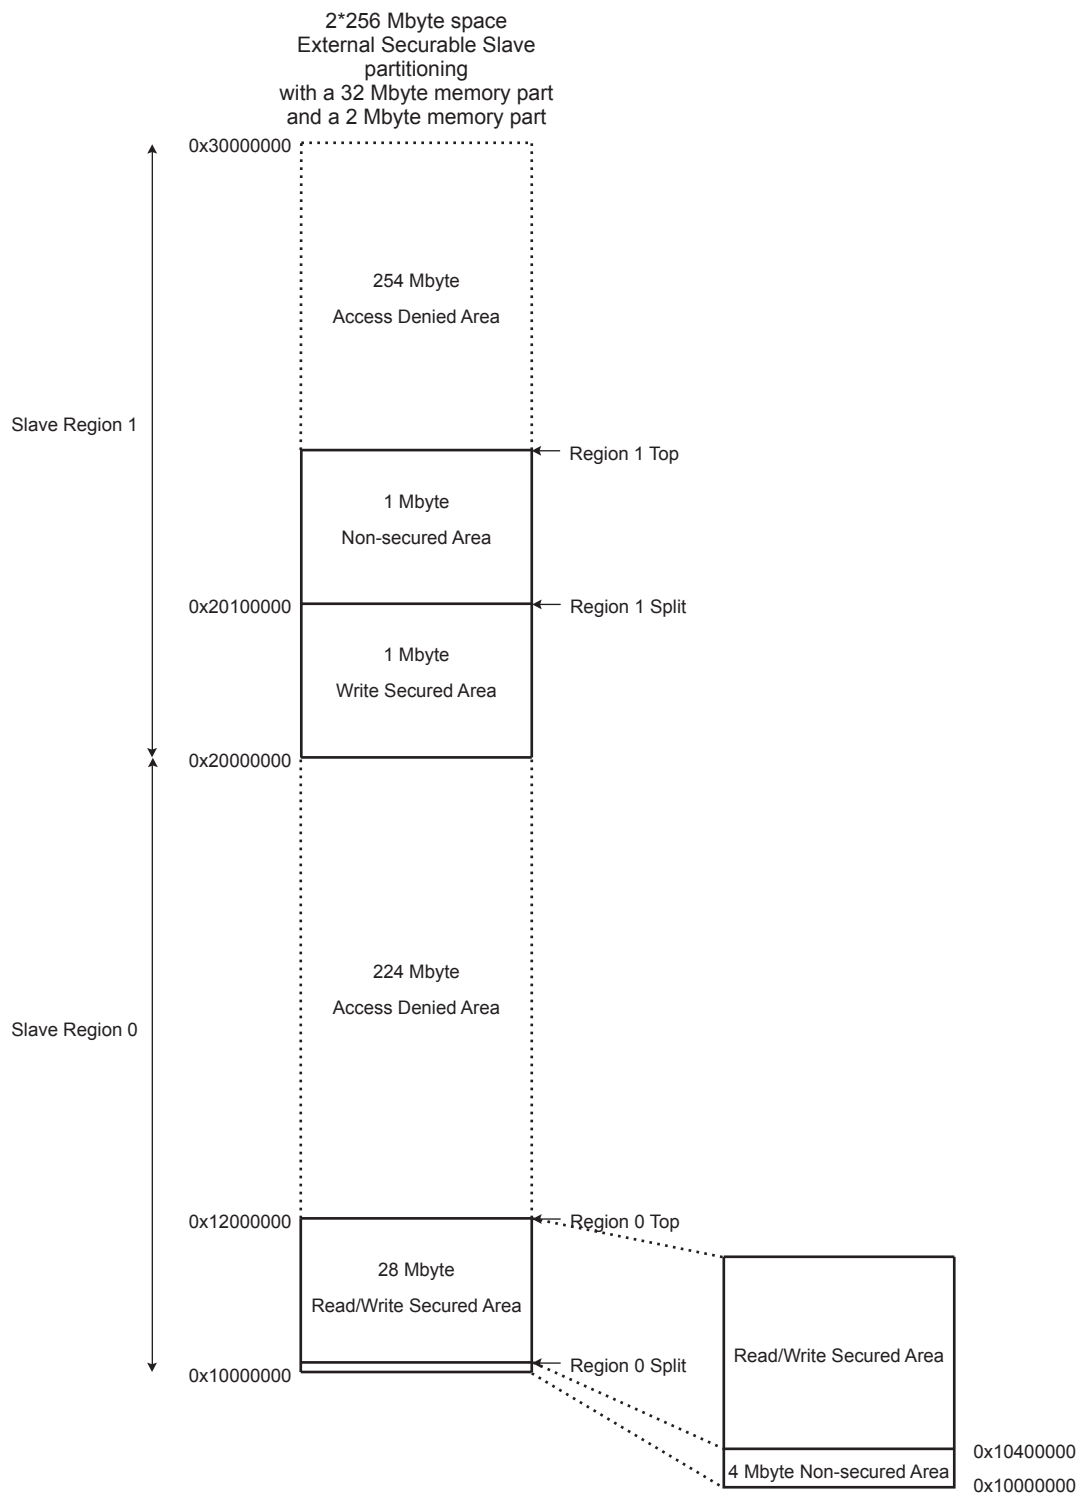 2*256 Mbyte space
External Securable Slave
partitioning
with a 32 Mbyte memory part
and a 2 Mbyte memory part
0x30000000
254 Mbyte
Access Denied Area
Slave Region 1
Region 1 Top
1 Mbyte
Non-secured Area
0x20100000
Region 1 Split
1 Mbyte
Write Secured Area
0x20000000
224 Mbyte
Access Denied Area
Slave Region 0
0x12000000
Region 0 Top
28 Mbyte
Read/Write Secured Area
Region 0 Split
0x10000000
Read/Write Secured Area
0x10400000
4 Mbyte Non-secured Area
0x10000000